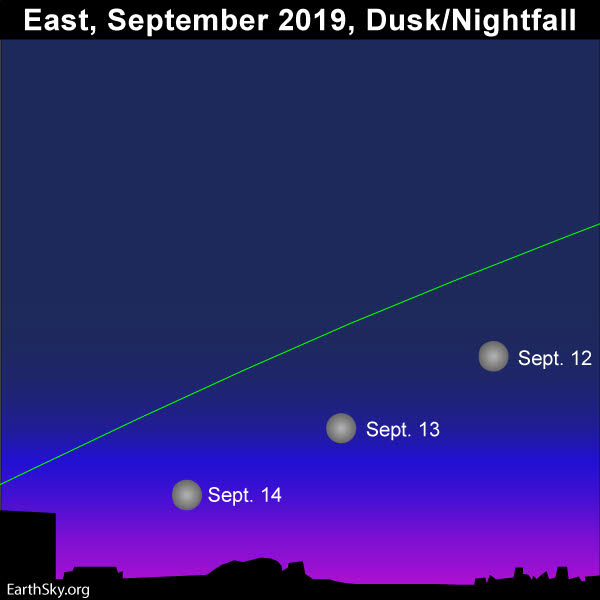 East, September 2019, Dusk/Nightfall
Sept. 12
Sept. 13
Sept. 14
EarthSky.org